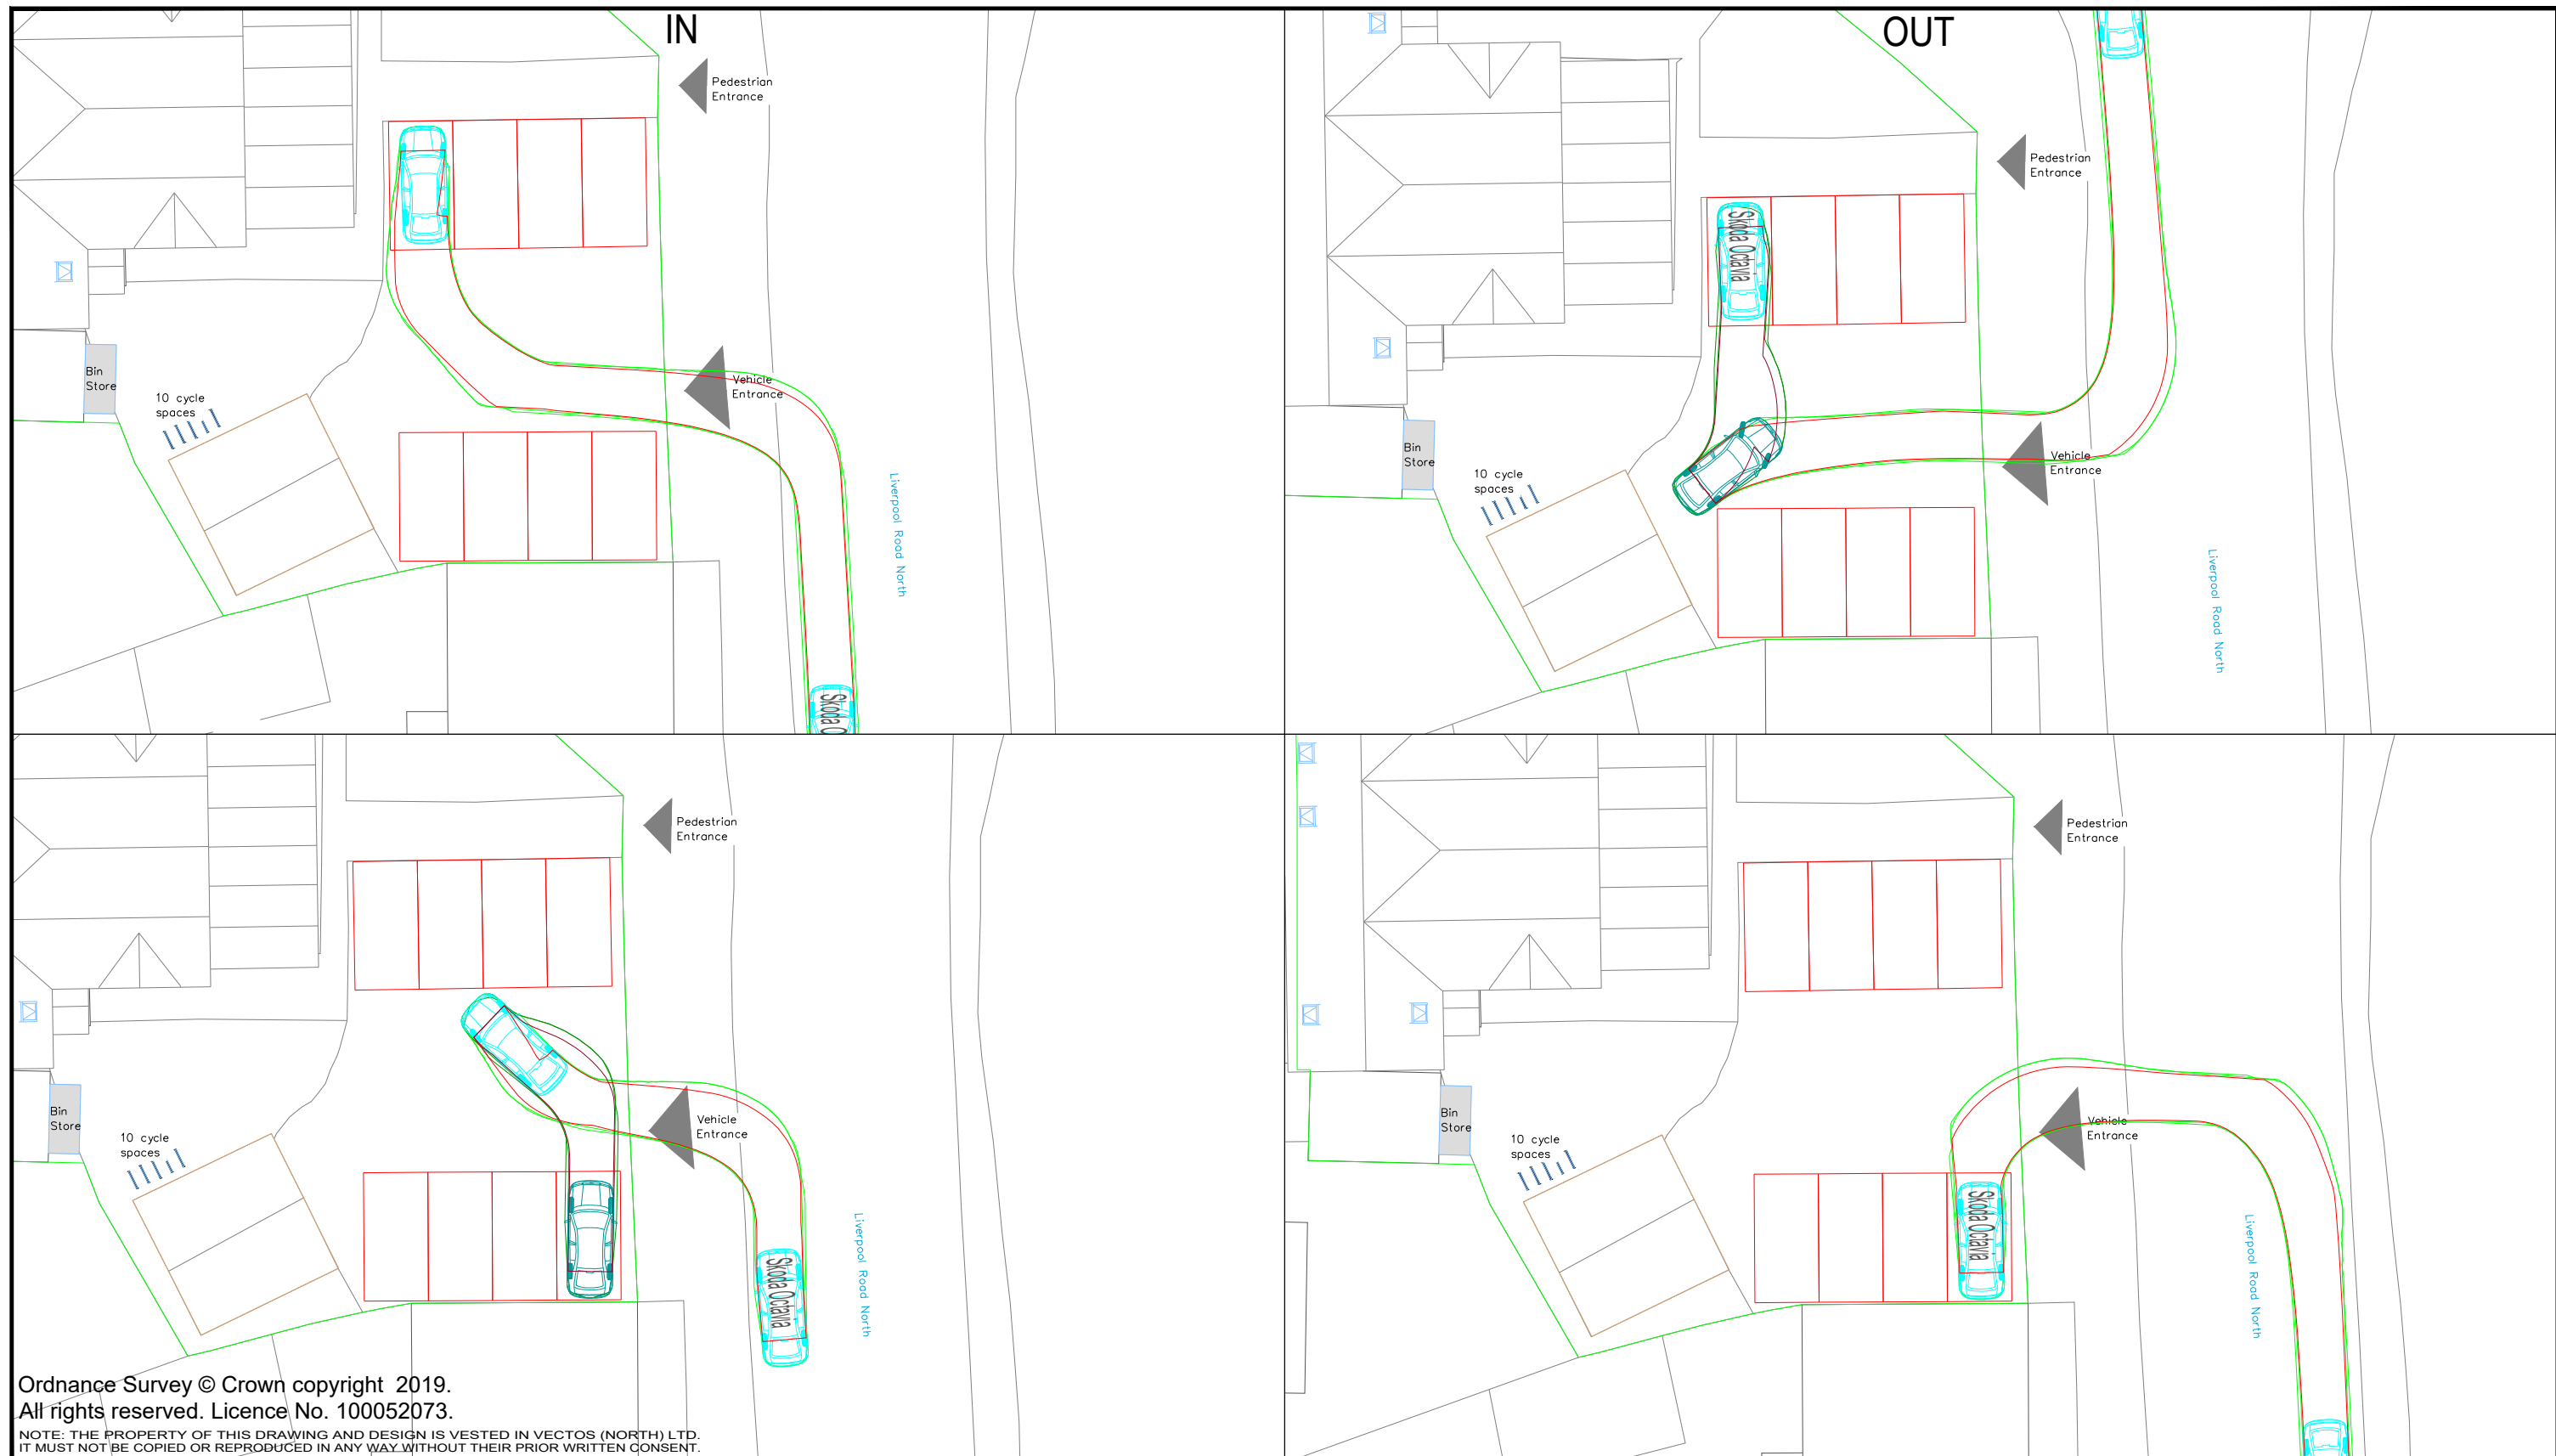 IN
Pedestrian
Entrance
Vehicle
Entrance
Bin
Store
10 cycle
spaces
Liverpool Road North
Skoda O
OUT
Pedestrian
Entrance
Skoda Octavia
Vehicle
Entrance
Bin
Store
10 cycle
spaces
Liverpool Road North
Pedestrian
Entrance
Vehicle
Entrance
Bin
Store
10 cycle
spaces
Liverpool Road North
Skoda Octavia
Ordnance Survey © Crown copyright 2019.
All rights reserved. Licence No. 100052073.
NOTE: THE PROPERTY OF THIS DRAWING AND DESIGN IS VESTED IN VECTOS (NORTH) LTD.
IT MUST NOT BE COPIED OR REPRODUCED IN ANY WAY WITHOUT THEIR PRIOR WRITTEN CONSENT.
Pedestrian
Entrance
Vehicle
Entrance
Bin
Store
10 cycle
spaces
Skoda Octavia
Liverpool Road North